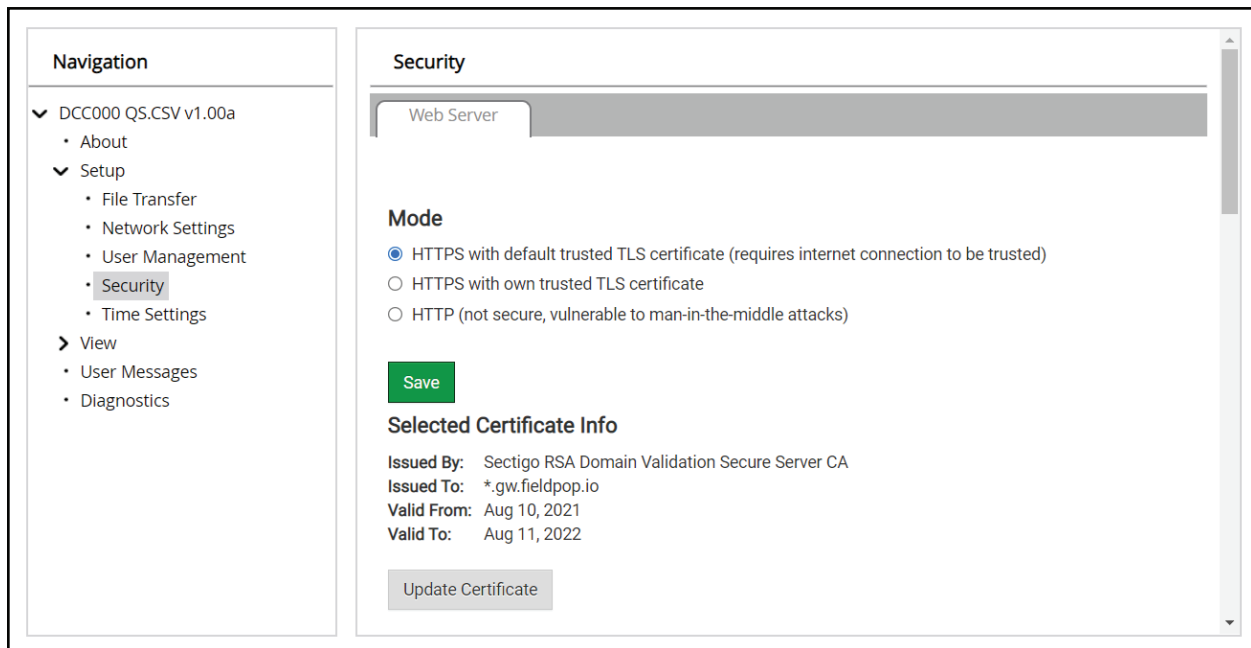 Navigation
DCC000 QS.CSV v1.00a
About
Setup
File Transfer
Network Settings
User Management
Security
Time Settings
View
User Messages
Diagnostics
Security
Web Server
Mode
HTTPS with default trusted TLS certificate (requires internet connection to be trusted)
HTTPS with own trusted TLS certificate
HTTP (not secure, vulnerable to man-in-the-middle attacks)
Save
Selected Certificate Info
Issued By: Sectigo RSA Domain Validation Secure Server CA
Issued To: *.gw.fieldpop.io
Valid From: Aug 10, 2021
Valid To: Aug 11, 2022
Update Certificate